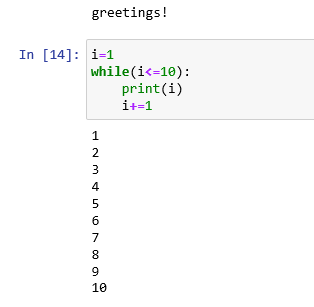 greetings!
In [14]: i=1
while(i<=10):
    print(i)
    i+=1
1
2
3
4
5
6
7
8
9
10